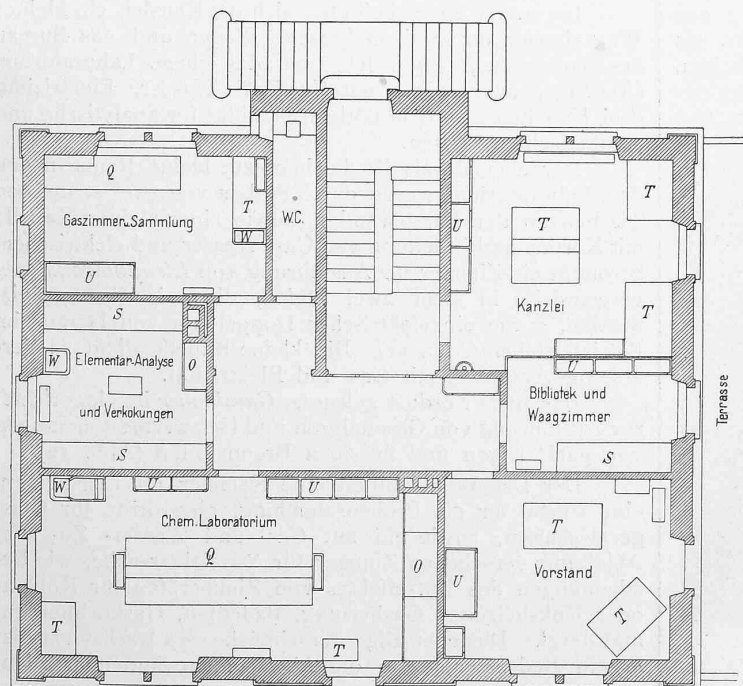 Q
T
Gaszimmer-Sammlung
W
W.C.
U
U
T
T
Kanzlei
T
S
W
Elementar-Analyse
und Verkokungen
O
S
U
Bibliotek und
Waagzimmer
S
Terrasse
W
U
U
Chem. Laboratorium
Q
O
T
T
T
U
Vorstand
T